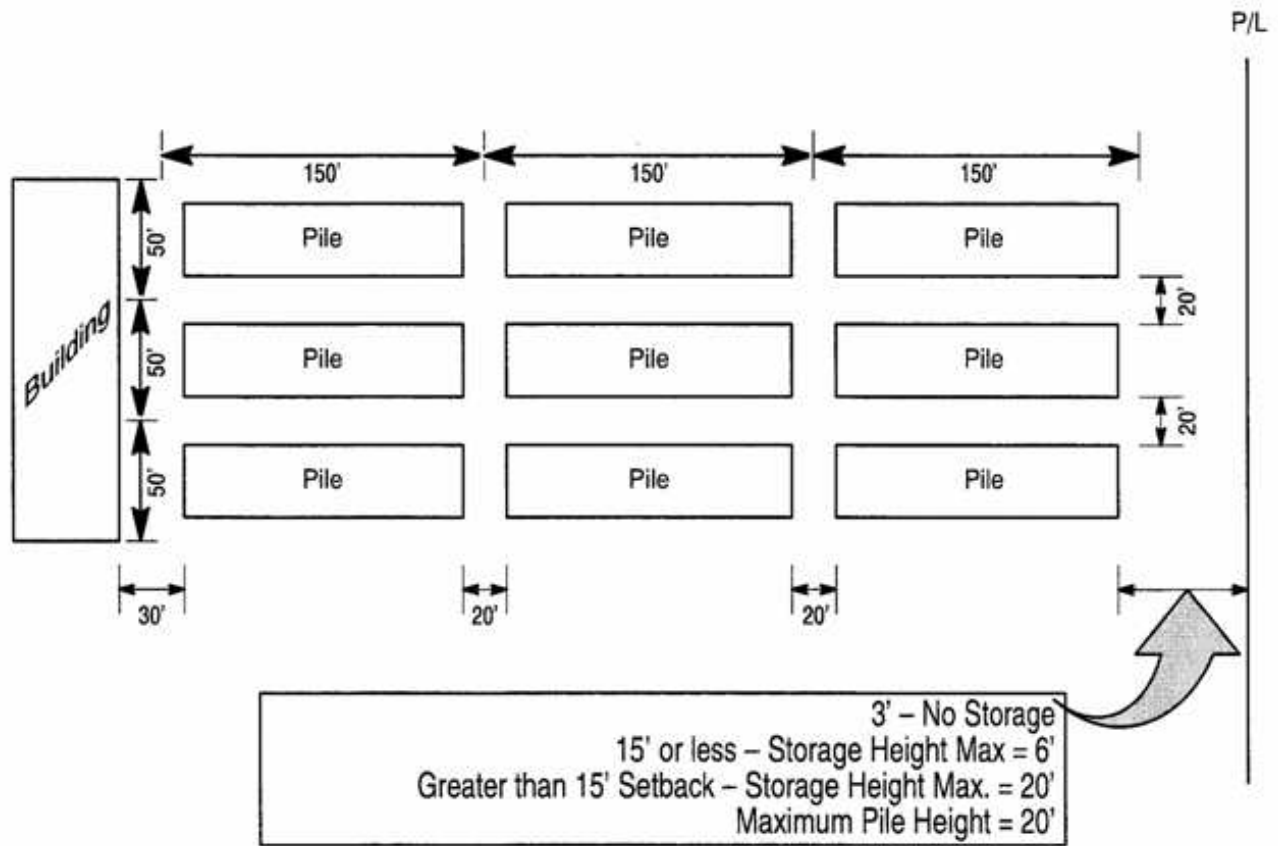 P/L
150' 150' 150'
Building
50'
50'
50'
Pile Pile Pile
Pile Pile Pile
Pile Pile Pile
20'
20'
30' 20' 20'
3' – No Storage
15' or less – Storage Height Max = 6'
Greater than 15' Setback – Storage Height Max. = 20'
Maximum Pile Height = 20'